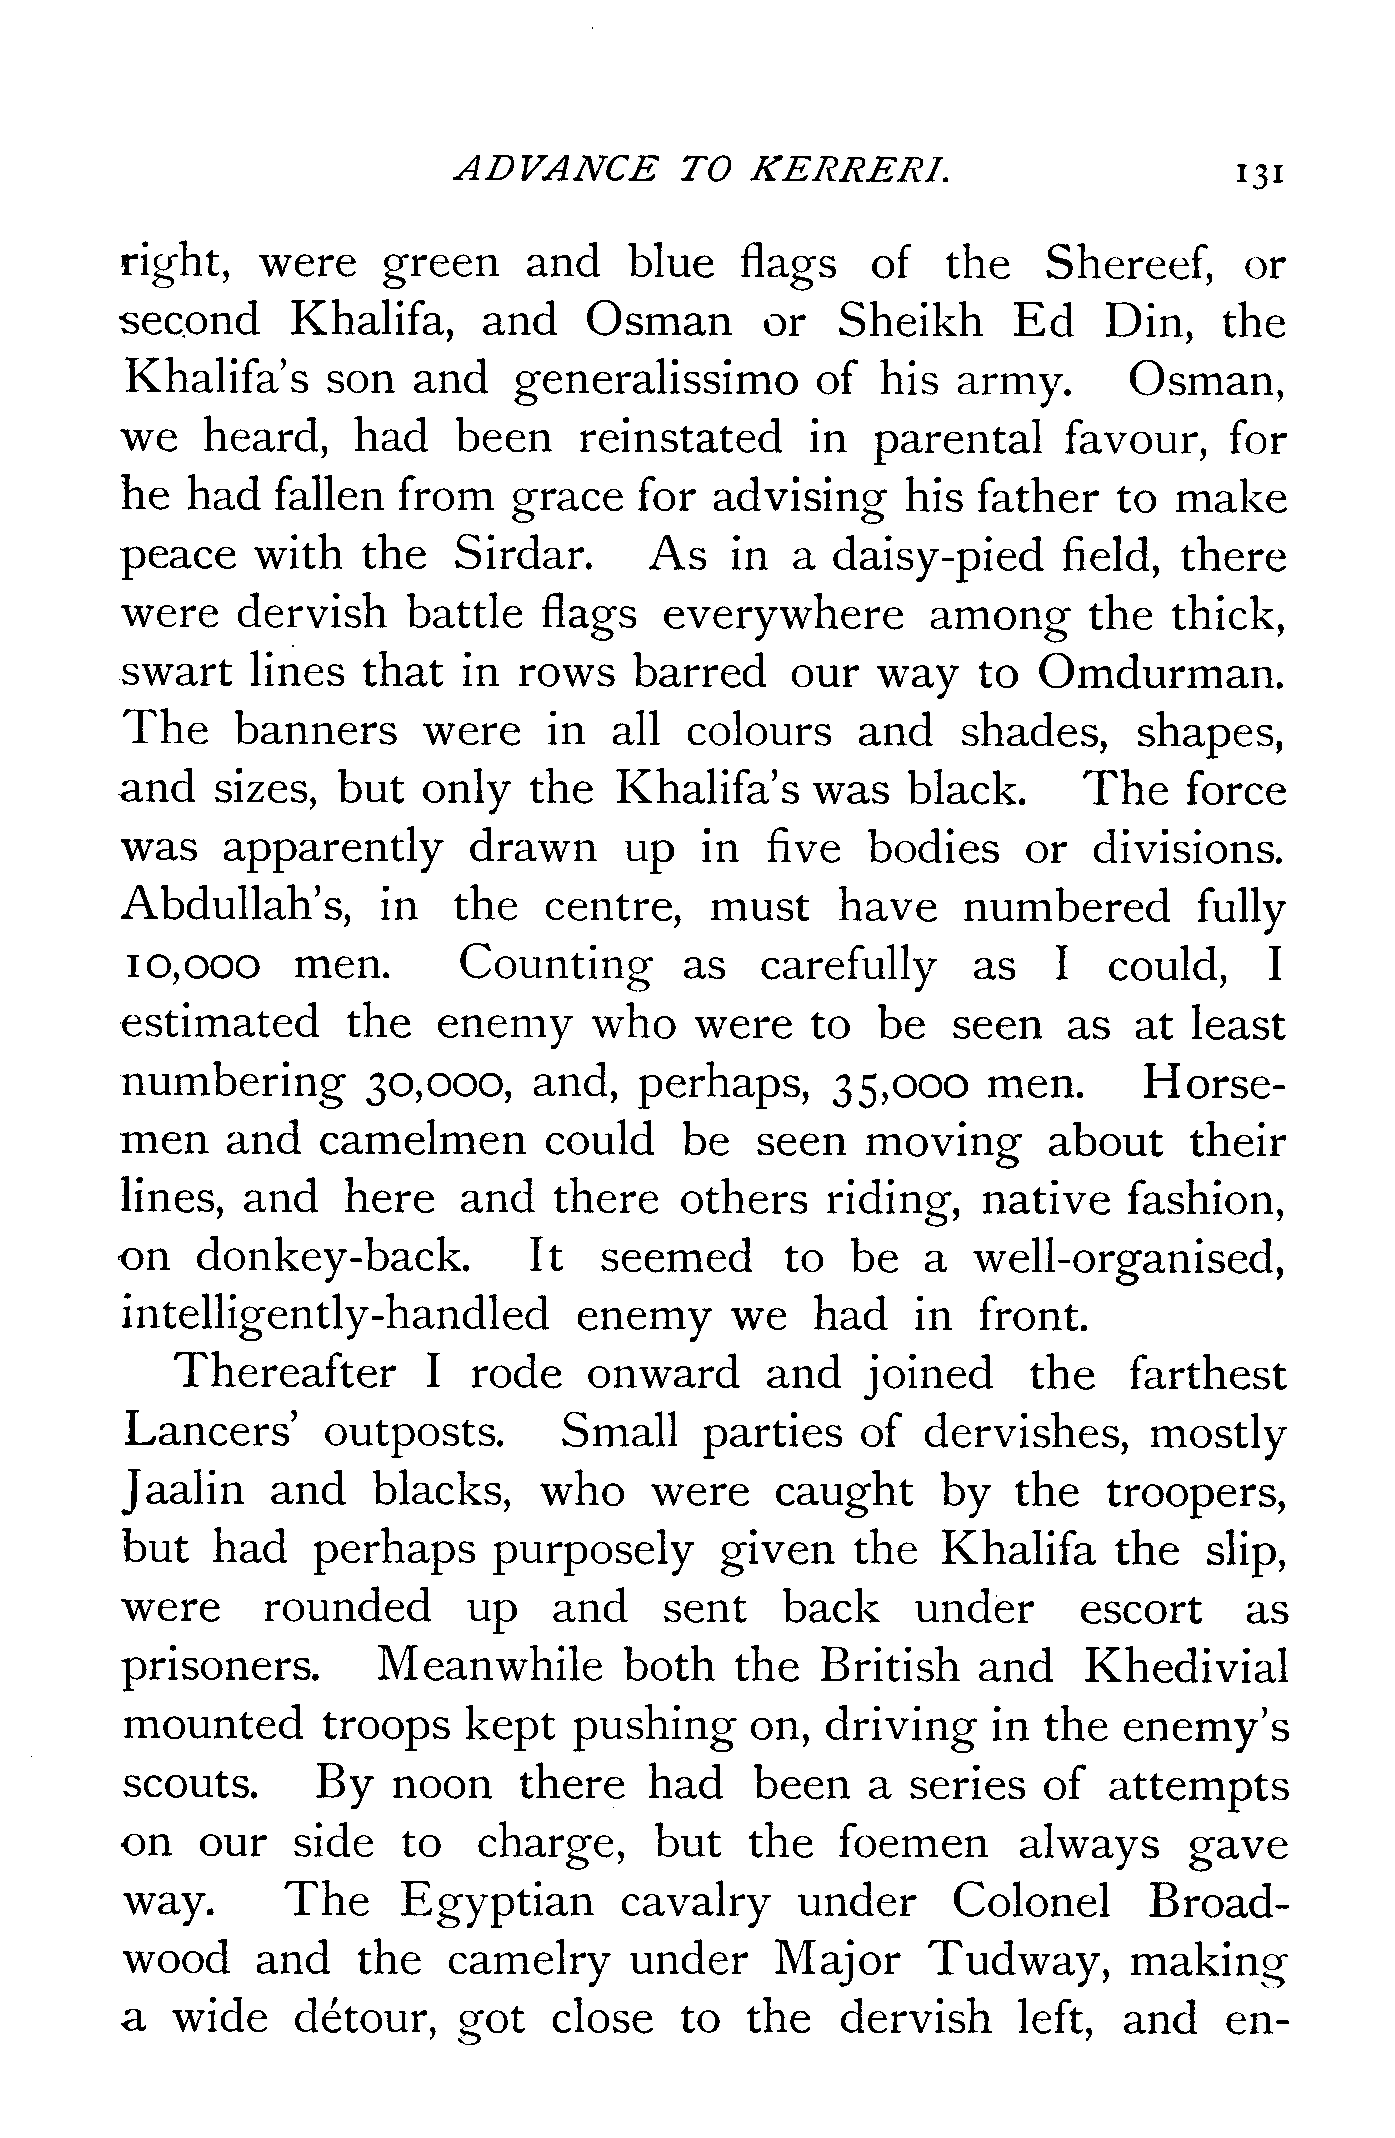 ADVANCE TO KERRERI. 131
right, were green and blue flags of the Shereef, or
second Khalifa, and Osman or Sheikh Ed Din, the
Khalifa's son and generalissimo of his army. Osman,
we heard, had been reinstated in parental favour, for
he had fallen from grace for advising his father to make
peace with the Sirdar. As in a daisy-pied field, there
were dervish battle flags everywhere among the thick,
swart lines that in rows barred our way to Omdurman.
The banners were in all colours and shades, shapes,
and sizes, but only the Khalifa's was black. The force
was apparently drawn up in five bodies or divisions.
Abdullah's, in the centre, must have numbered fully
10,000 men. Counting as carefully as I could, I
estimated the enemy who were to be seen as at least
numbering 30,000, and, perhaps, 35,000 men. Horse-
men and camelmen could be seen moving about their
lines, and here and there others riding, native fashion,
on donkey-back. It seemed to be a well-organised,
intelligently-handled enemy we had in front.
Thereafter I rode onward and joined the farthest
Lancers' outposts. Small parties of dervishes, mostly
Jaalin and blacks, who were caught by the troopers,
but had perhaps purposely given the Khalifa the slip,
were rounded up and sent back under escort as
prisoners. Meanwhile both the British and Khedivial
mounted troops kept pushing on, driving in the enemy's
scouts. By noon there had been a series of attempts
on our side to charge, but the foemen always gave
way. The Egyptian cavalry under Colonel Broad-
wood and the camelry under Major Tudway, making
a wide détour, got close to the dervish left, and en-